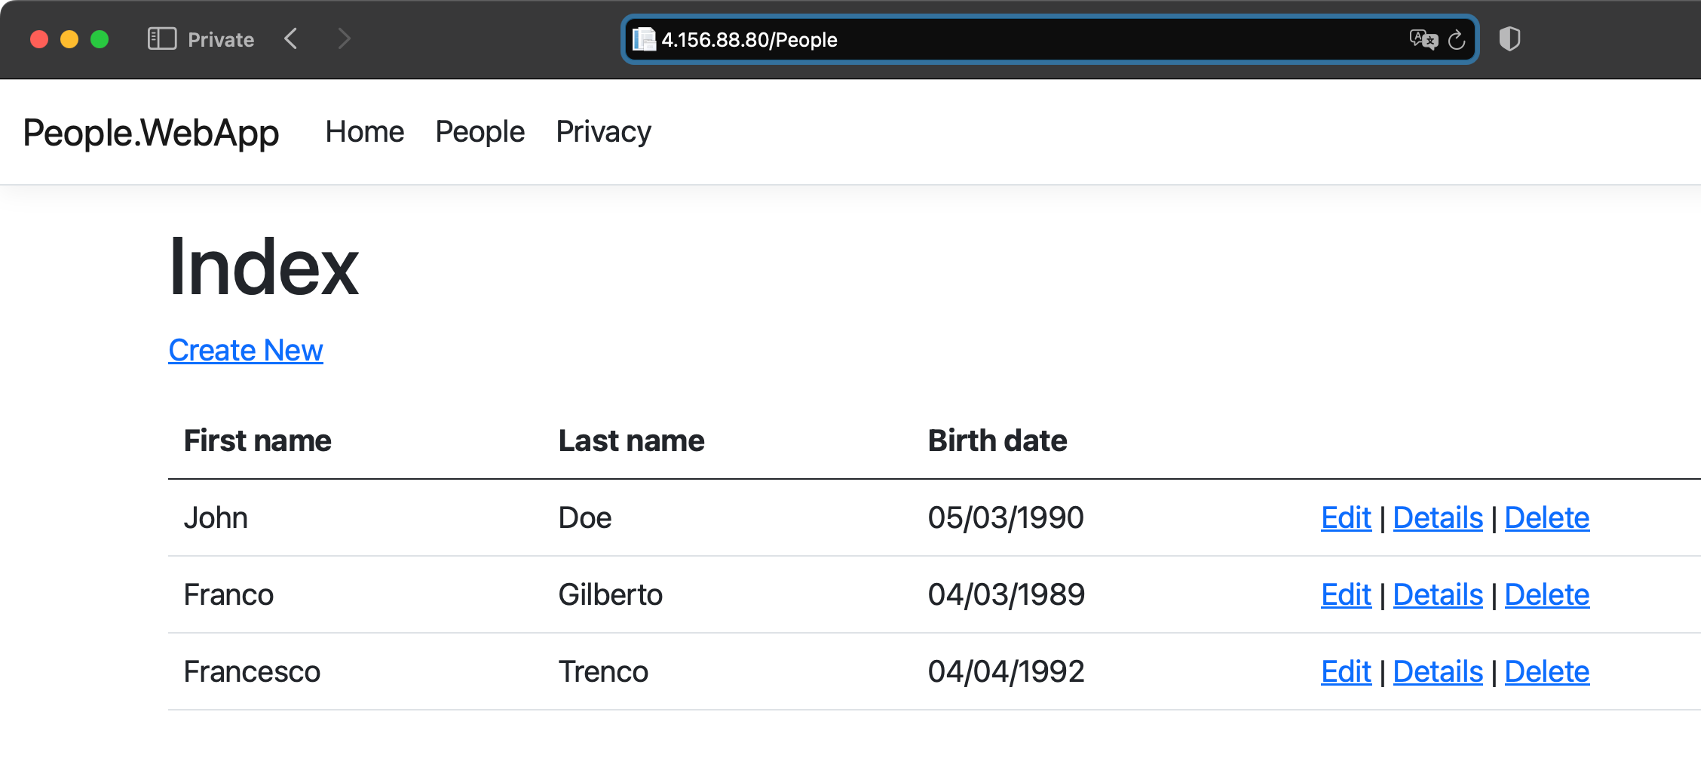 Private 4.156.88.80/People
People.WebApp Home People Privacy
Index
Create New
First name Last name Birth date
John Doe 05/03/1990 Edit | Details | Delete
Franco Gilberto 04/03/1989 Edit | Details | Delete
Francesco Trenco 04/04/1992 Edit | Details | Delete